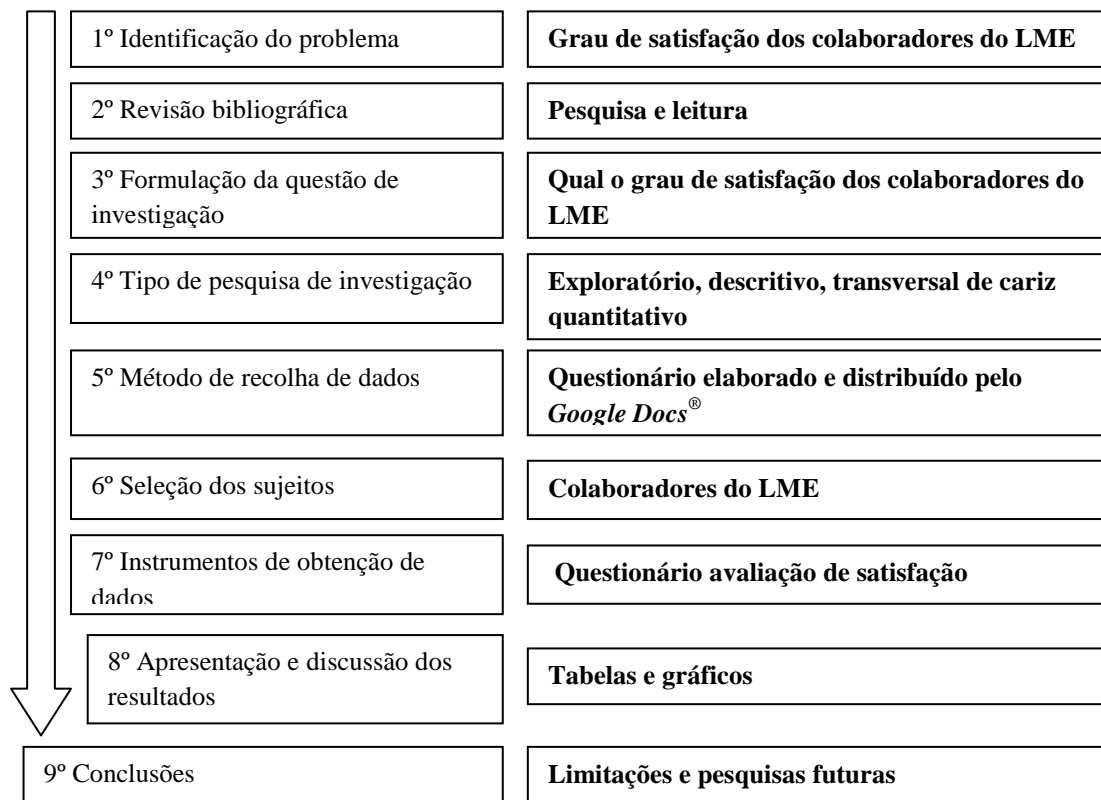 1º Identificação do problema
Grau de satisfação dos colaboradores do LME
2º Revisão bibliográfica
Pesquisa e leitura
3º Formulação da questão de
investigação
Qual o grau de satisfação dos colaboradores do
LME
4º Tipo de pesquisa de investigação
Exploratório, descritivo, transversal de cariz
quantitativo
5º Método de recolha de dados
Questionário elaborado e distribuído pelo
Google Docs®
6º Seleção dos sujeitos
Colaboradores do LME
7º Instrumentos de obtenção de
dados
Questionário avaliação de satisfação
8º Apresentação e discussão dos
resultados
Tabelas e gráficos
9º Conclusões
Limitações e pesquisas futuras